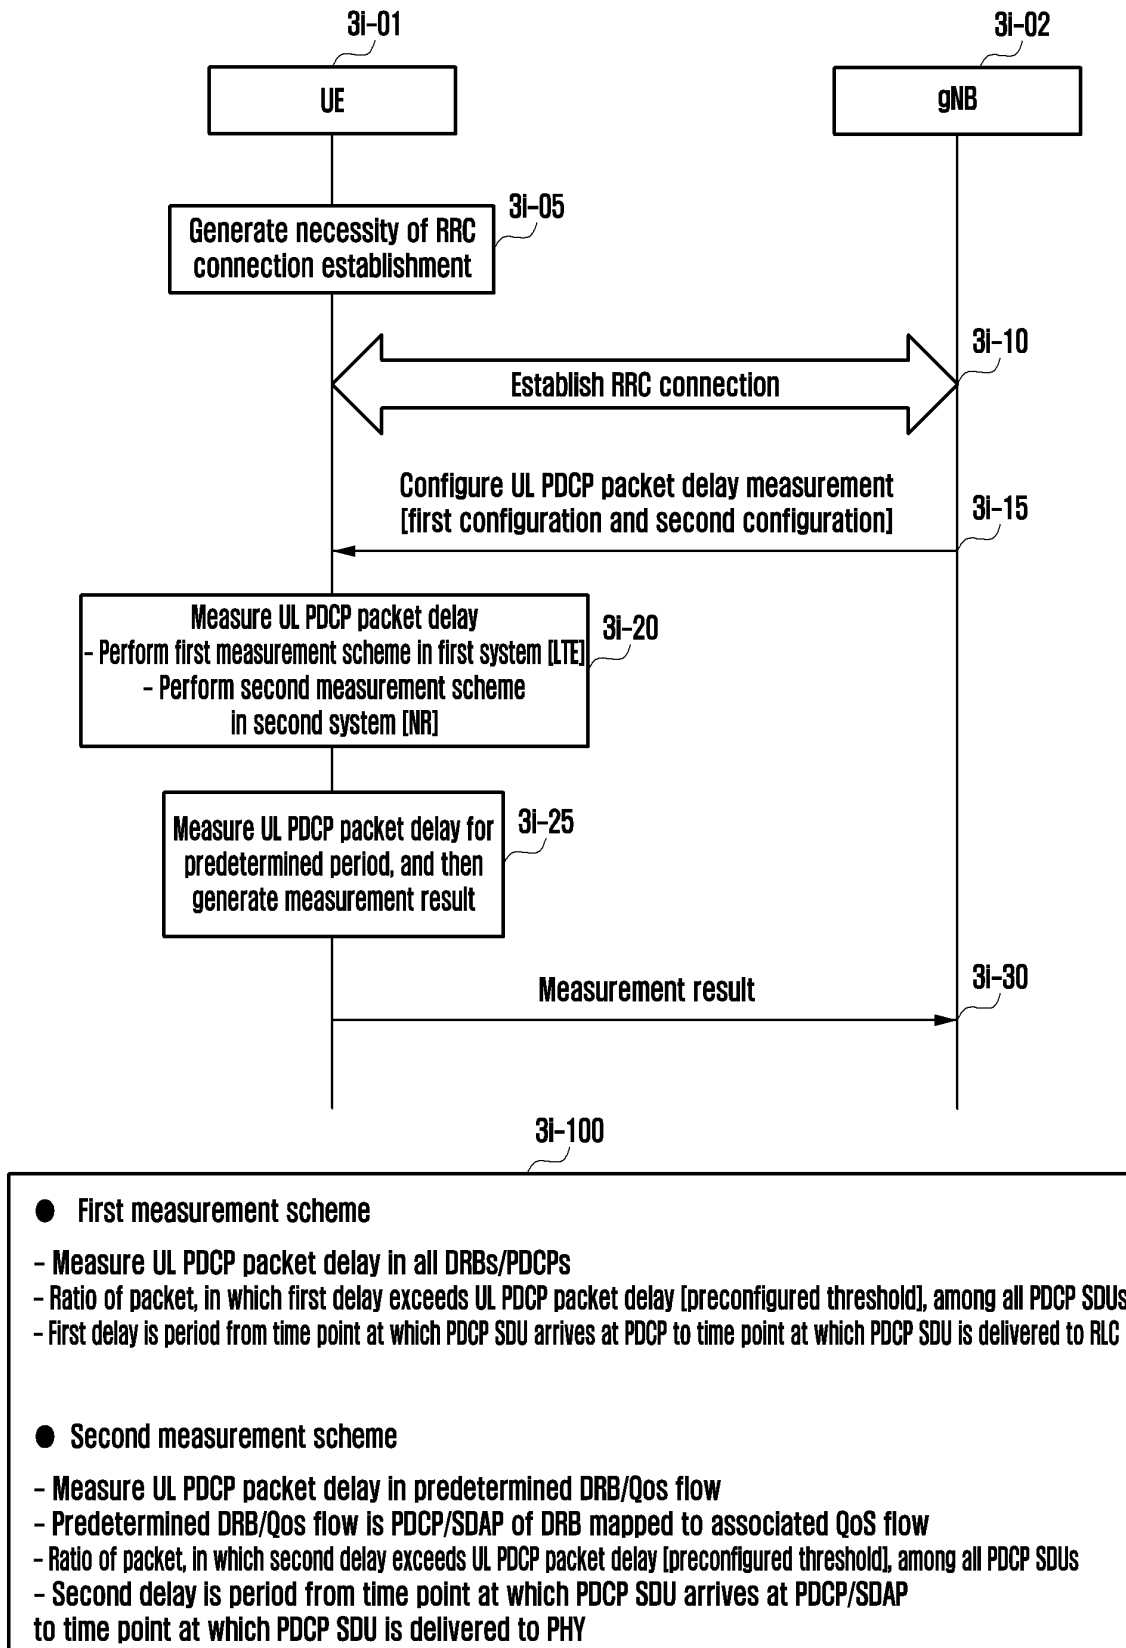 3i-01
3i-02
UE
gNB
3i-05
Generate necessity of RRC
connection establishment
3i-10
Establish RRC connection
Configure UL PDCP packet delay measurement
[first configuration and second configuration]
3i-15
Measure UL PDCP packet delay
- Perform first measurement scheme in first system [LTE]
- Perform second measurement scheme
in second system [NR]
3i-20
Measure UL PDCP packet delay for
predetermined period, and then
generate measurement result
3i-25
Measurement result
3i-30
3i-100
● First measurement scheme
- Measure UL PDCP packet delay in all DRBs/PDCPs
- Ratio of packet, in which first delay exceeds UL PDCP packet delay [preconfigured threshold], among all PDCP SDUs
- First delay is period from time point at which PDCP SDU arrives at PDCP to time point at which PDCP SDU is delivered to RLC
● Second measurement scheme
- Measure UL PDCP packet delay in predetermined DRB/Qos flow
- Predetermined DRB/Qos flow is PDCP/SDAP of DRB mapped to associated QoS flow
- Ratio of packet, in which second delay exceeds UL PDCP packet delay [preconfigured threshold], among all PDCP SDUs
- Second delay is period from time point at which PDCP SDU arrives at PDCP/SDAP
to time point at which PDCP SDU is delivered to PHY